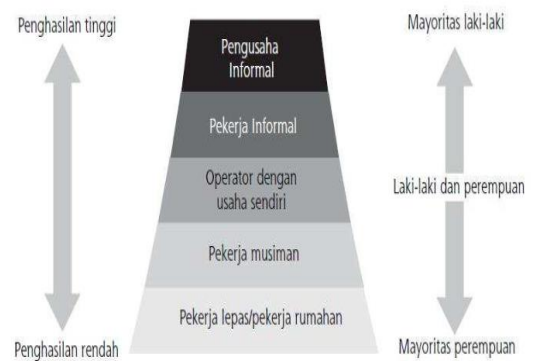 Penghasilan tinggi
Mayoritas laki-laki
Pengusaha
Informal
Pekerja Informal
Operator dengan
usaha sendiri
Laki-laki dan perempuan
Pekerja musiman
Pekerja lepas/pekerja rumahan
Penghasilan rendah
Mayoritas perempuan